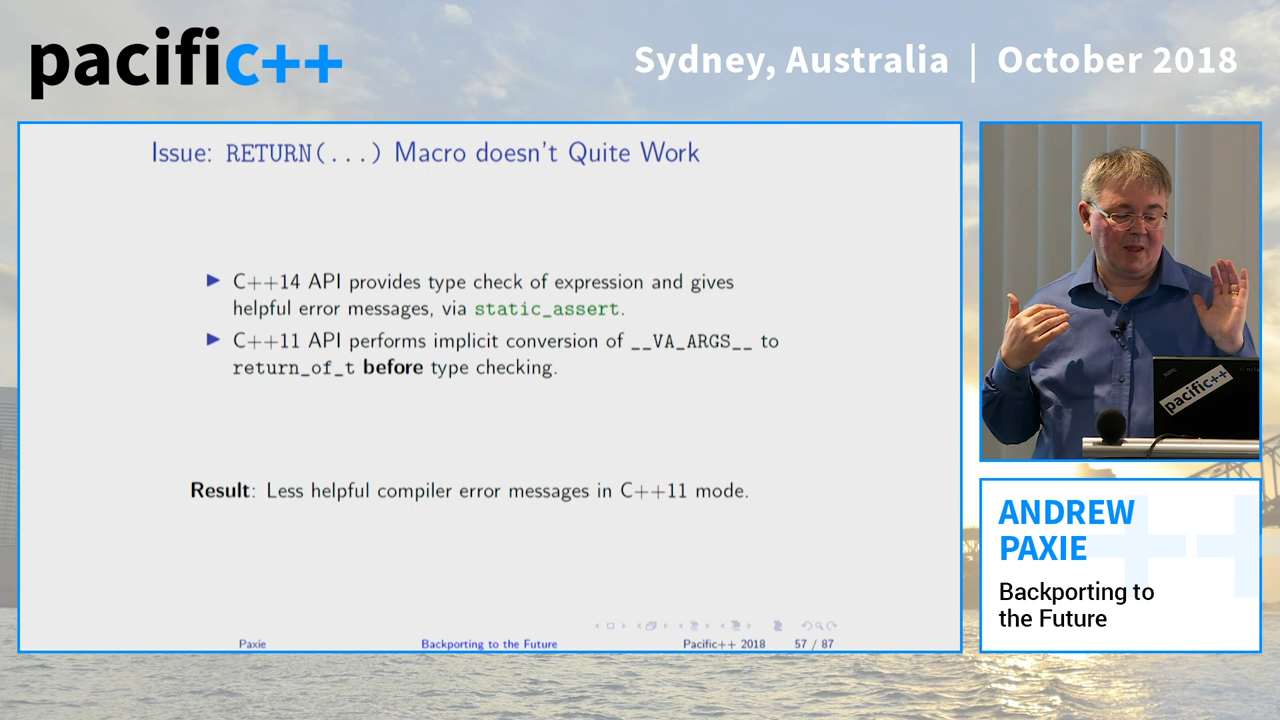 pacific++
Sydney, Australia | October 2018
Issue: RETURN(...) Macro doesn't Quite Work
C++14 API provides type check of expression and gives
helpful error messages, via static_assert.
C++11 API performs implicit conversion of __VA_ARGS__ to
return_of_t before type checking.
Result: Less helpful compiler error messages in C++11 mode.
Paxie
Backporting to the Future
Pacific++ 2018
57 / 87
pacific++
ANDREW
PAXIE
Backporting to
the Future